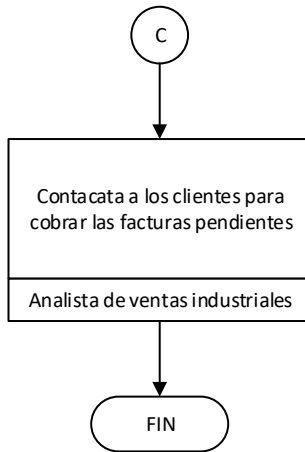 C
Contacata a los clientes para
cobrar las facturas pendientes
Analista de ventas industriales
FIN